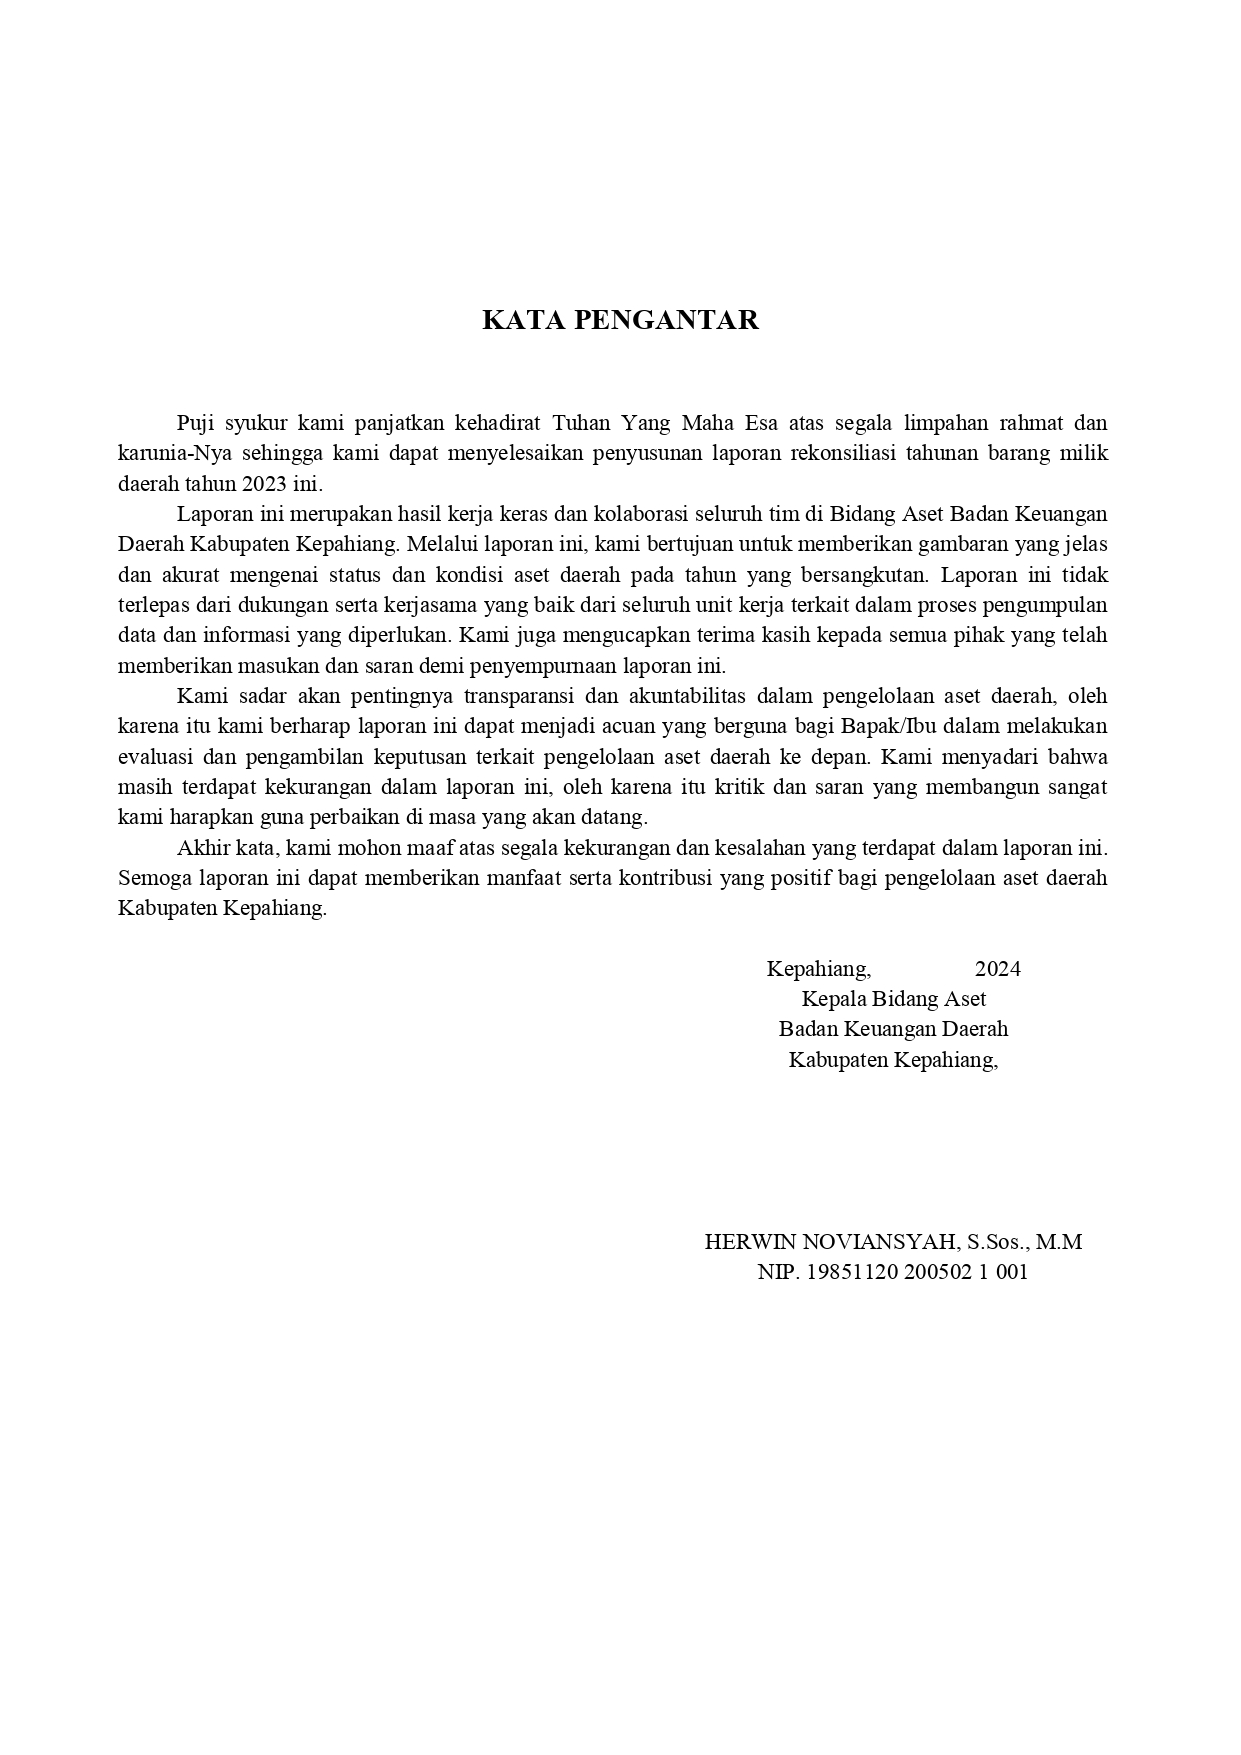 KATA PENGANTAR
Puji syukur kami panjatkan kehadirat Tuhan Yang Maha Esa atas segala limpahan rahmat dan
karunia-Nya sehingga kami dapat menyelesaikan penyusunan laporan rekonsiliasi tahunan barang milik
daerah tahun 2023 ini.
Laporan ini merupakan hasil kerja keras dan kolaborasi seluruh tim di Bidang Aset Badan Keuangan
Daerah Kabupaten Kepahiang. Melalui laporan ini, kami bertujuan untuk memberikan gambaran yang jelas
dan akurat mengenai status dan kondisi aset daerah pada tahun yang bersangkutan. Laporan ini tidak
terlepas dari dukungan serta kerjasama yang baik dari seluruh unit kerja terkait dalam proses pengumpulan
data dan informasi yang diperlukan. Kami juga mengucapkan terima kasih kepada semua pihak yang telah
memberikan masukan dan saran demi penyempurnaan laporan ini.
Kami sadar akan pentingnya transparansi dan akuntabilitas dalam pengelolaan aset daerah, oleh
karena itu kami berharap laporan ini dapat menjadi acuan yang berguna bagi Bapak/Ibu dalam melakukan
evaluasi dan pengambilan keputusan terkait pengelolaan aset daerah ke depan. Kami menyadari bahwa
masih terdapat kekurangan dalam laporan ini, oleh karena itu kritik dan saran yang membangun sangat
kami harapkan guna perbaikan di masa yang akan datang.
Akhir kata, kami mohon maaf atas segala kekurangan dan kesalahan yang terdapat dalam laporan ini.
Semoga laporan ini dapat memberikan manfaat serta kontribusi yang positif bagi pengelolaan aset daerah
Kabupaten Kepahiang.
Kepahiang, 2024
Kepala Bidang Aset
Badan Keuangan Daerah
Kabupaten Kepahiang,
HERWIN NOVIANSYAH, S.Sos., M.M
NIP. 19851120 200502 1 001